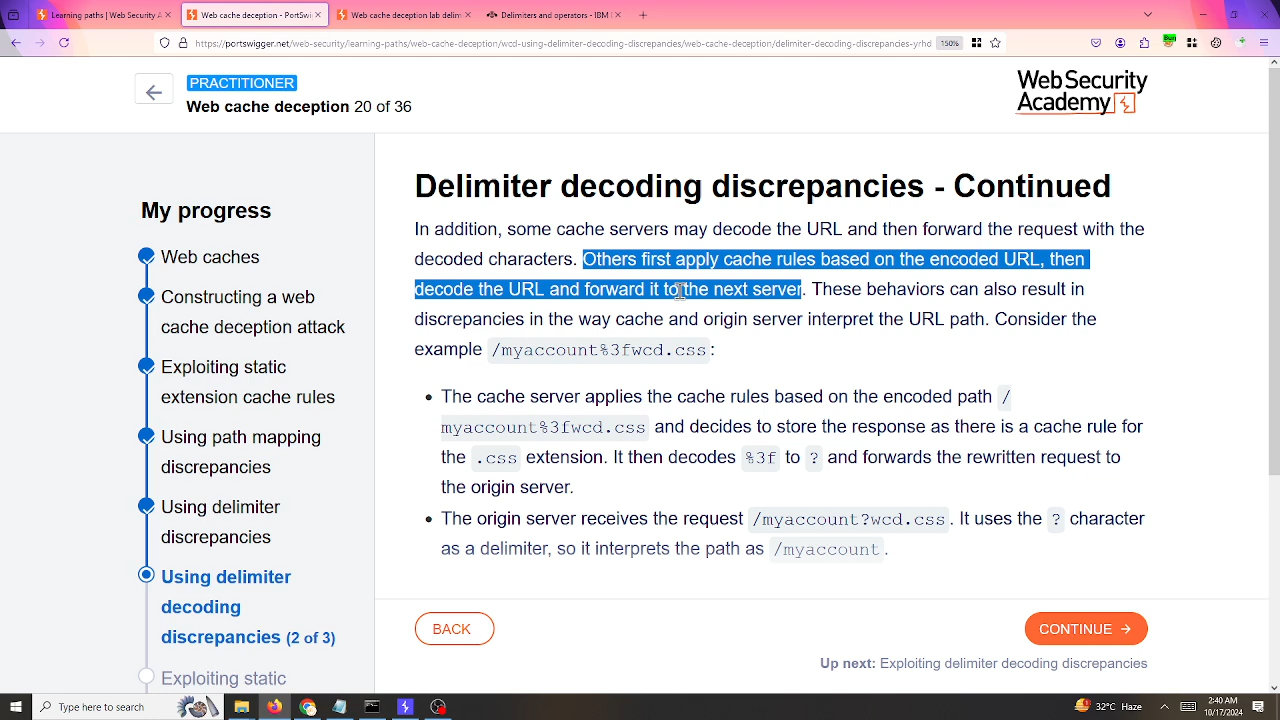 Learning paths | Web Security A
Web cache deception - PortSwi
Web cache deception lab delim
Delimiters and operators - IBM
https://portswigger.net/web-security/learning-paths/web-cache-deception/wcd-using-delimiter-decoding-discrepancies/web-cache-deception/delimiter-decoding-discrepancies-yrhd
150%
PRACTITIONER
Web cache deception 20 of 36
Web Security
Academy
My progress
Web caches
Constructing a web
cache deception attack
Exploiting static
extension cache rules
Using path mapping
discrepancies
Using delimiter
discrepancies
Using delimiter
decoding
discrepancies (2 of 3)
Exploiting static
Delimiter decoding discrepancies - Continued
In addition, some cache servers may decode the URL and then forward the request with the
decoded characters. Others first apply cache rules based on the encoded URL, then
decode the URL and forward it to the next server. These behaviors can also result in
discrepancies in the way cache and origin server interpret the URL path. Consider the
example /myaccount%3fwcd.css:
The cache server applies the cache rules based on the encoded path /
myaccount%3fwcd.css and decides to store the response as there is a cache rule for
the .css extension. It then decodes %3f to ? and forwards the rewritten request to
the origin server.
The origin server receives the request /myaccount?wcd.css. It uses the ? character
as a delimiter, so it interprets the path as /myaccount.
BACK
CONTINUE →
Up next: Exploiting delimiter decoding discrepancies
Type here to search
32°C Haze
2:40 AM
10/17/2024